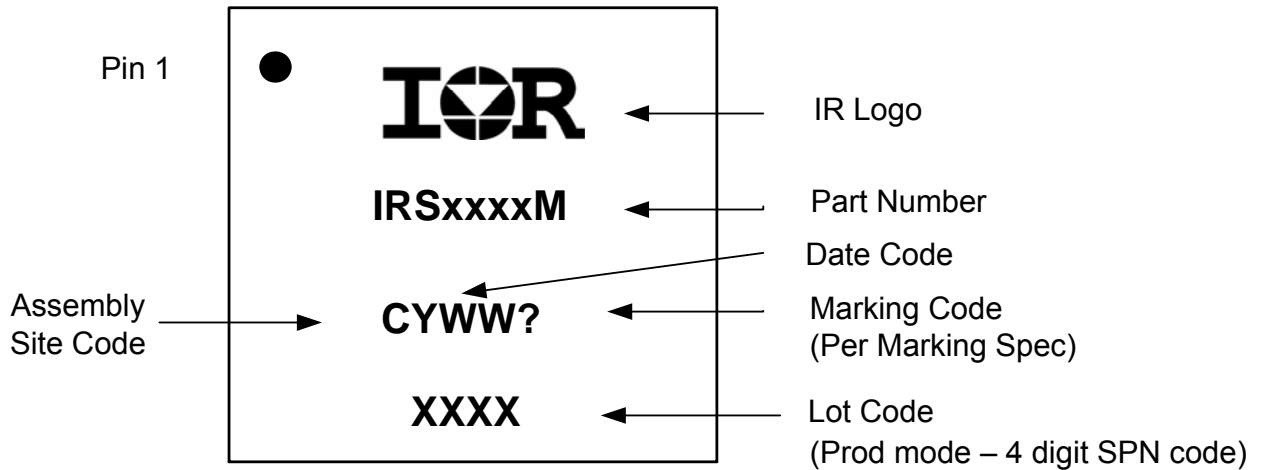 Pin 1
IOR
IR Logo
IRSxxxxM
Part Number
Date Code
Assembly
Site Code
CYWW?
Marking Code
(Per Marking Spec)
XXXX
Lot Code
(Prod mode – 4 digit SPN code)